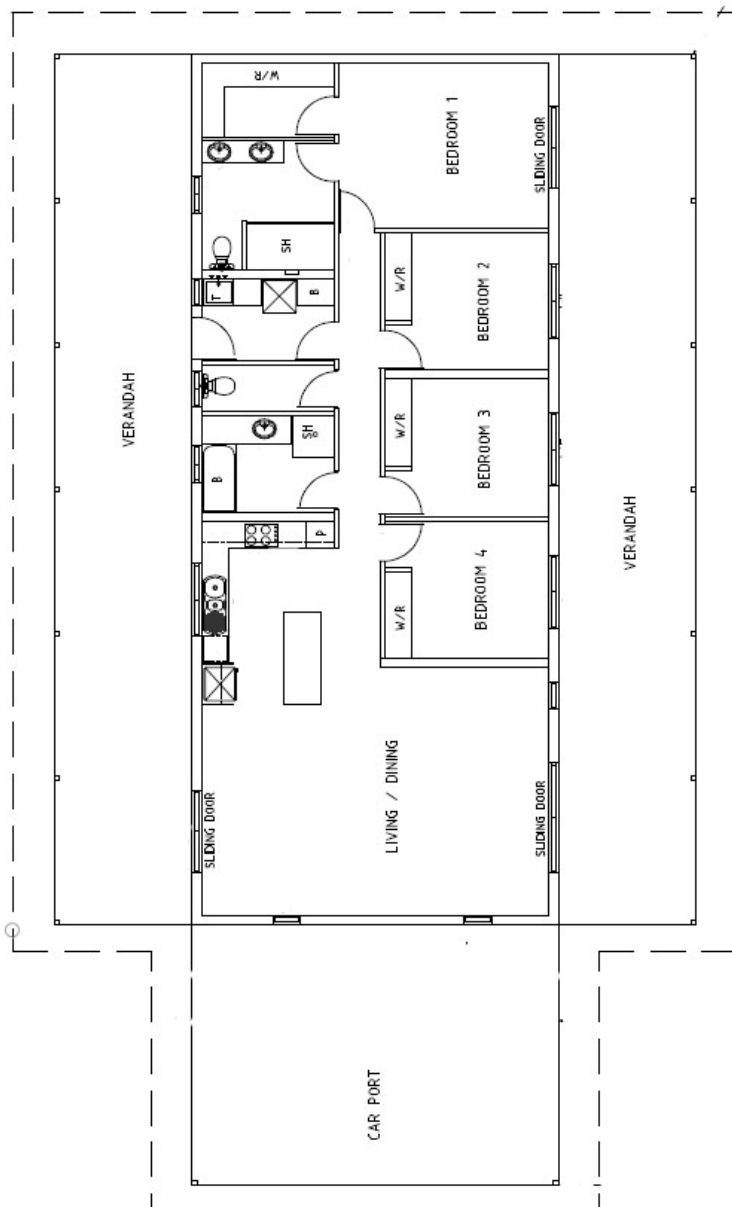 W/R
BEDROOM 1
SLIDING DOOR
SH
W/R
BEDROOM 2
T
B
VERANDAH
W/R
BEDROOM 3
SH
B
VERANDAH
P
W/R
BEDROOM 4
LIVING / DINING
SLIDING DOOR
SLIDING DOOR
CAR PORT